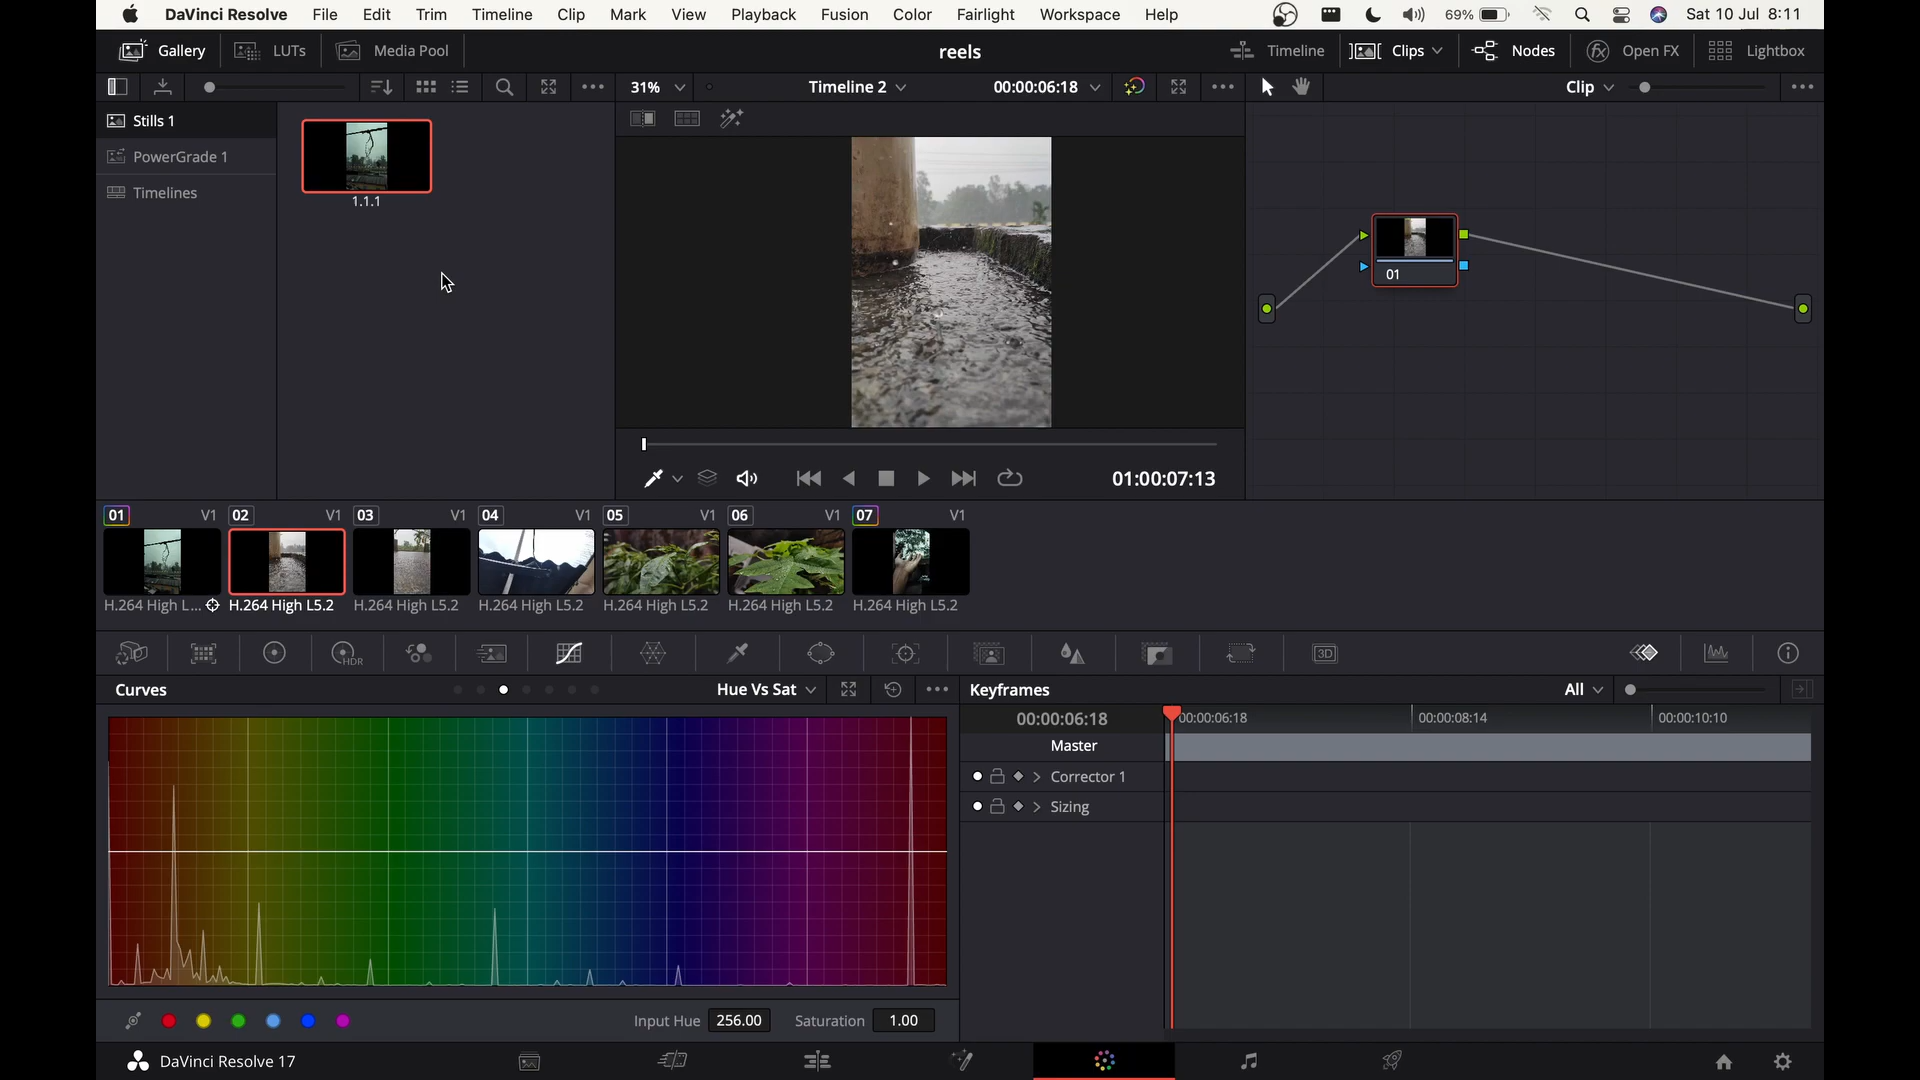 DaVinci Resolve File Edit Trim Timeline Clip Mark View Playback Fusion Color Fairlight Workspace Help 69% Sat 10 Jul 8:11
Gallery LUTs Media Pool reels Timeline Clips Nodes Open FX Lightbox
31% Timeline 2 00:00:06:18 Clip
Stills 1
PowerGrade 1
Timelines
1.1.1
01
01:00:07:13
01 V1 02 V1 03 V1 04 V1 05 V1 06 V1 07 V1
H.264 High L... H.264 High L5.2 H.264 High L5.2 H.264 High L5.2 H.264 High L5.2 H.264 High L5.2 H.264 High L5.2
HDR 3D
Curves Hue Vs Sat Keyframes All
00:00:06:18 00:00:06:18 00:00:08:14 00:00:10:10
Master
Corrector 1
Sizing
Input Hue 256.00 Saturation 1.00
DaVinci Resolve 17